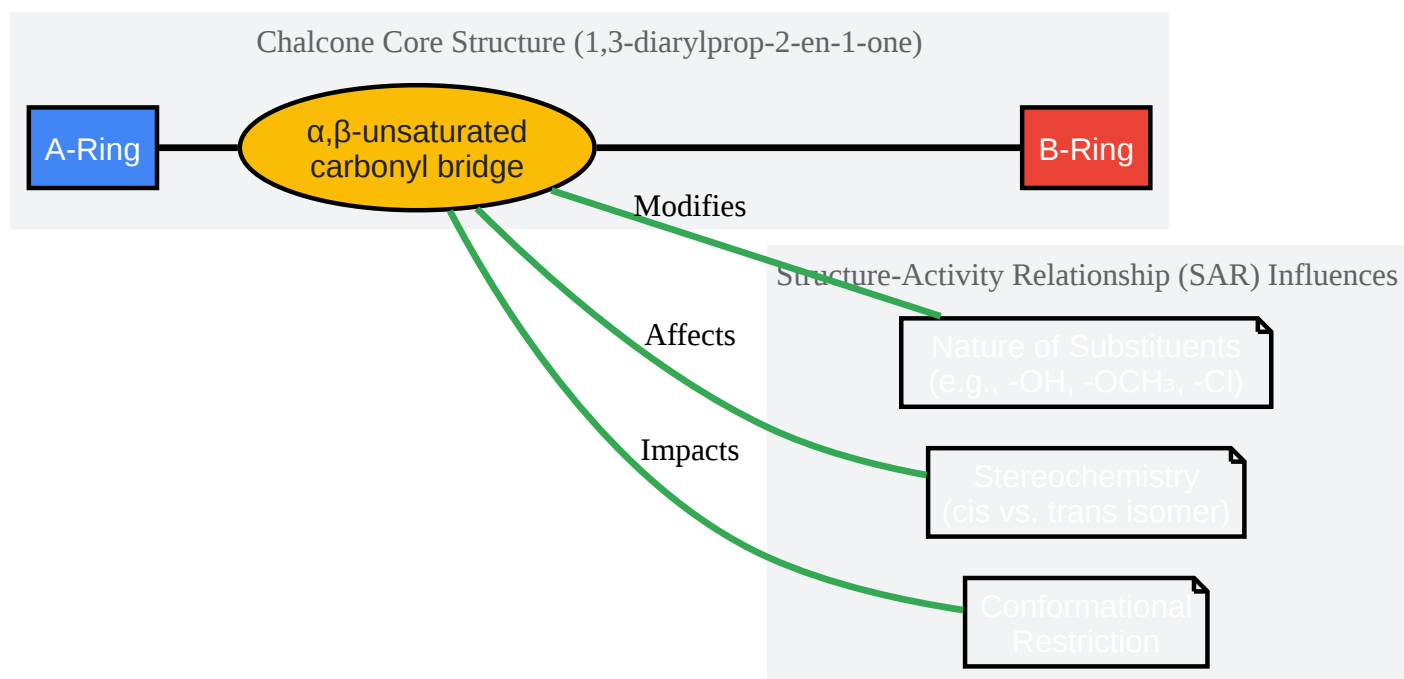 Chalcone Core Structure (1,3-diarylprop-2-en-1-one)
A-Ring
α,β-unsaturated
carbonyl bridge
B-Ring
Modifies
Structure-Activity Relationship (SAR) Influences
Affects
Nature of Substituents
(e.g., -OH, -OCH₃, -Cl)
Impacts
Stereochemistry
(cis vs. trans isomer)
Conformational
Restriction